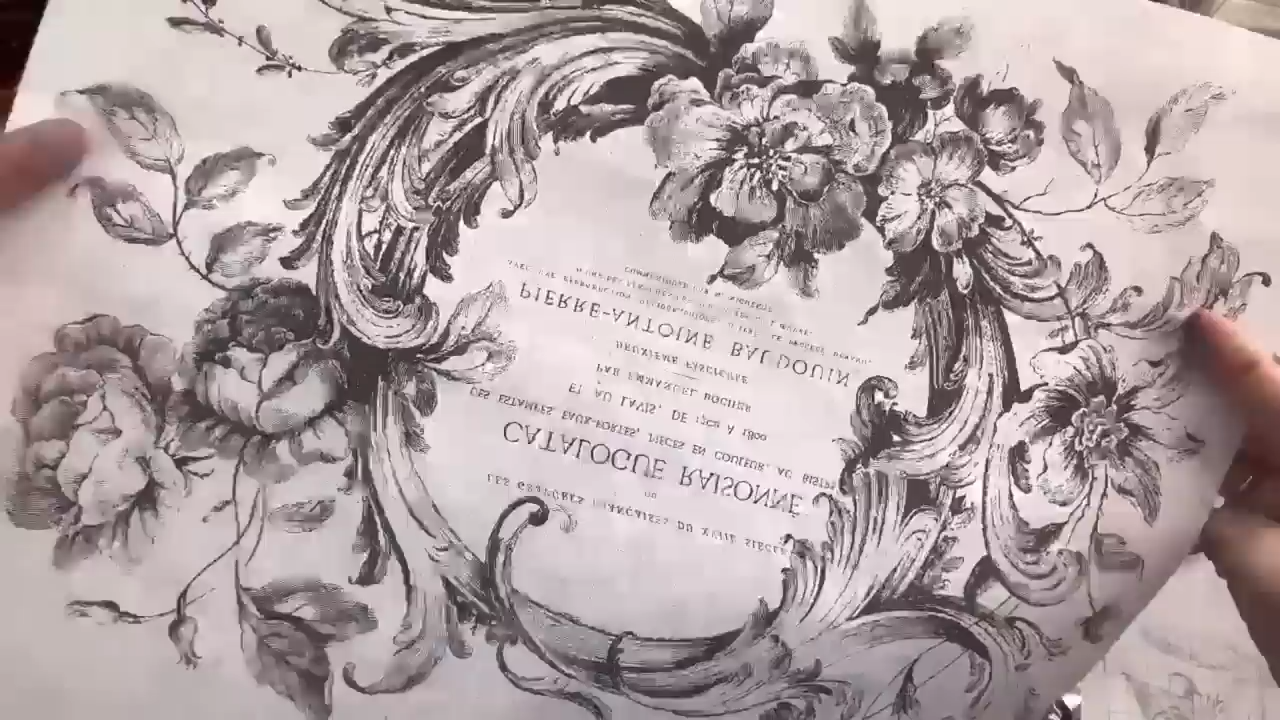 LES GRAVURES FRANÇAISES DU XVIIIE SIÈCLE
OU
CATALOGUE RAISONNÉ
DES ESTAMPES EAUX-FORTES, PIÈCES EN COULEUR, AU BISTRE
ET AU LAVIS, DE 1700 A 1800
PAR EMMANUEL BOCHER
DEUXIÈME FASCICULE
PIERRE-ANTOINE BAUDOUIN